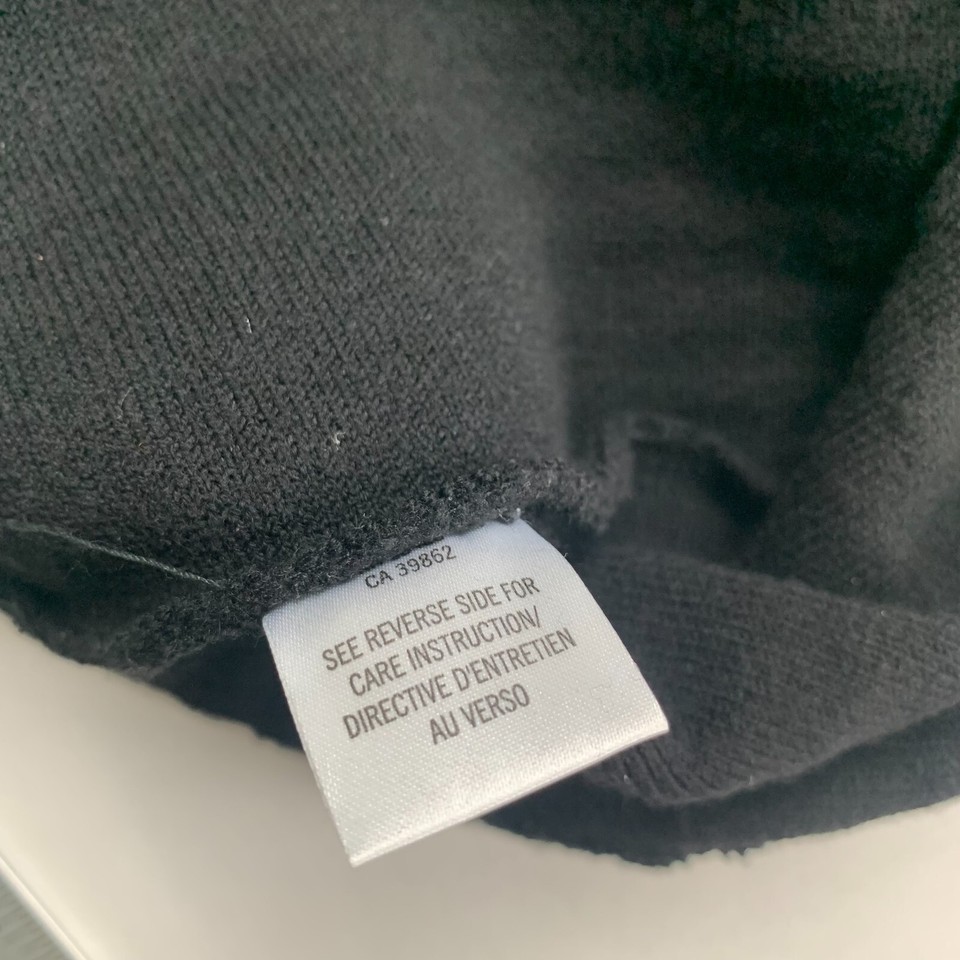 CA 39862
SEE REVERSE SIDE FOR
CARE INSTRUCTION/
DIRECTIVE D'ENTRETIEN
AU VERSO